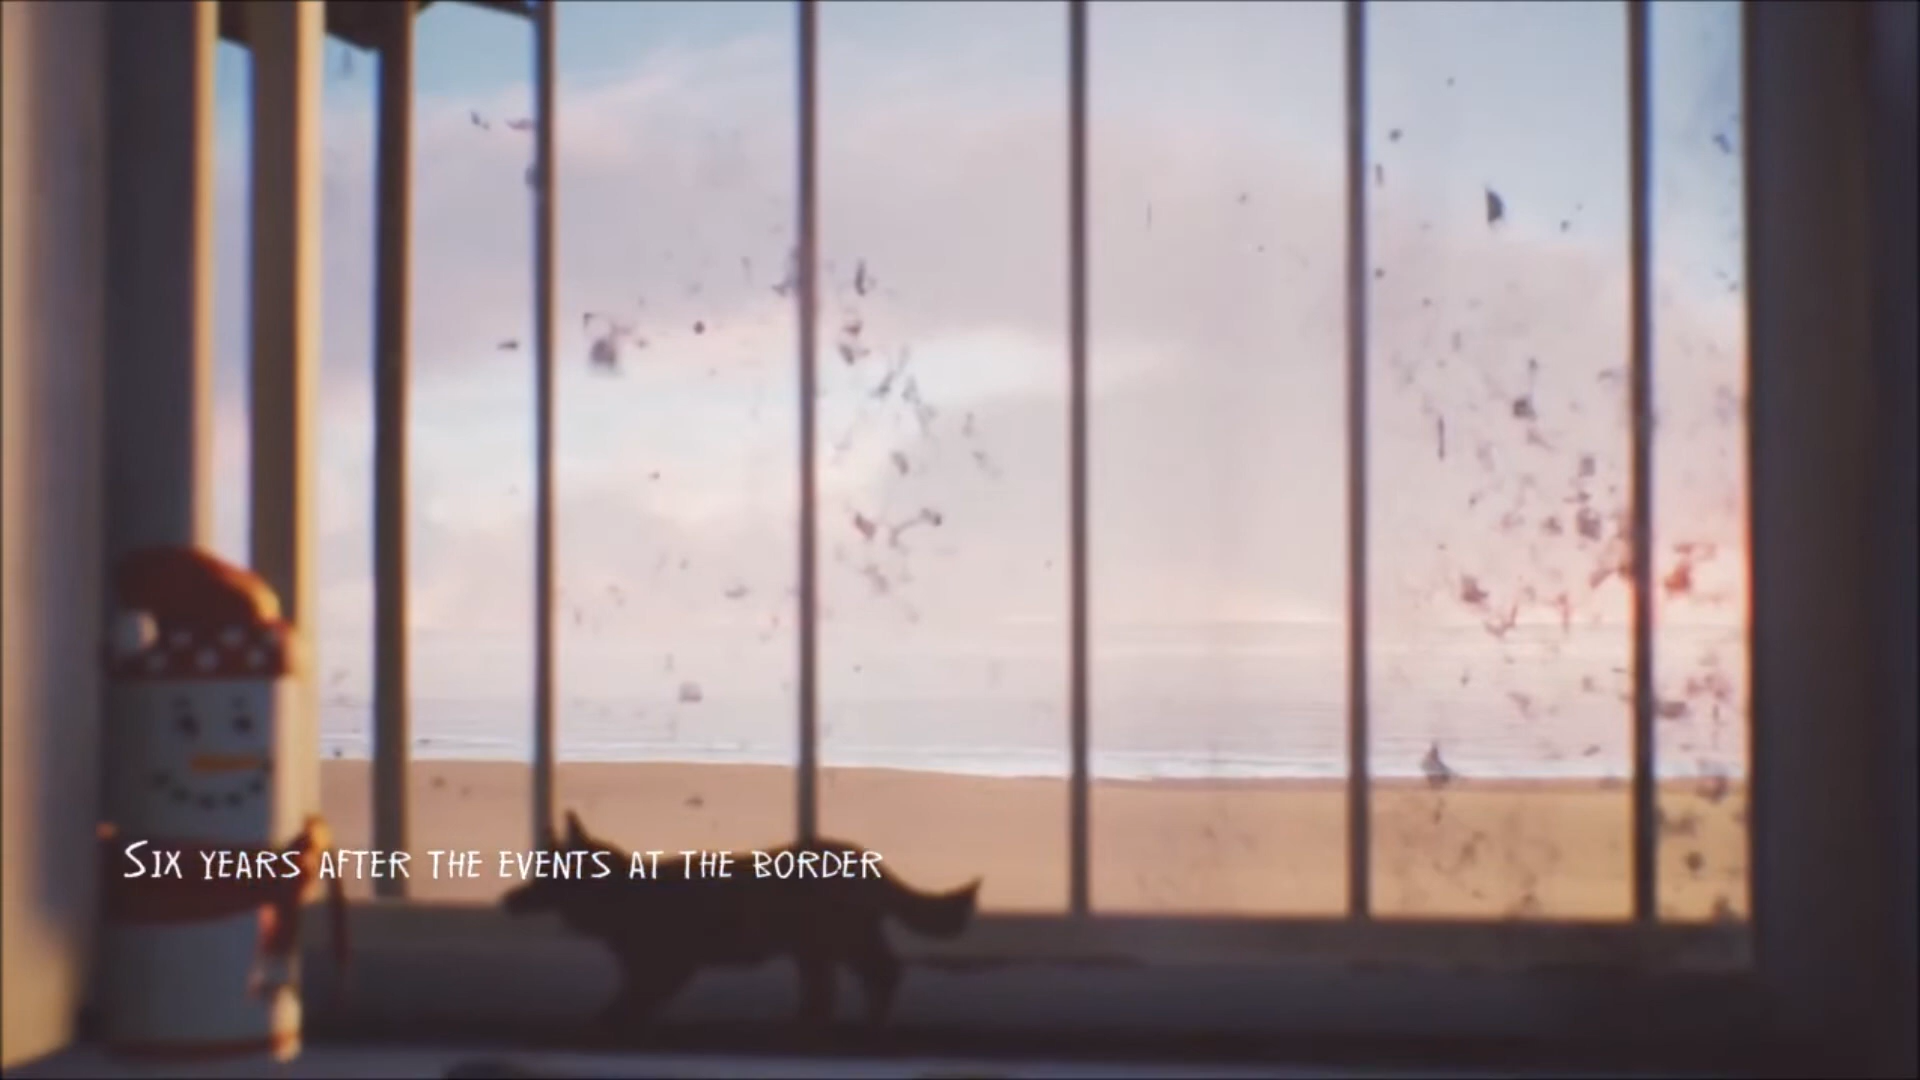 Six years after the events at the border